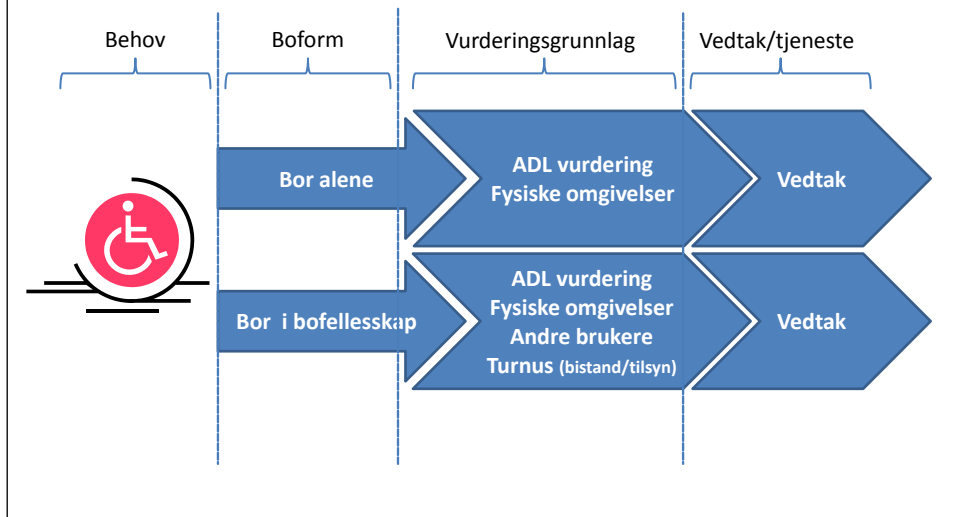 Behov
Boform
Vurderingsgrunnlag
Vedtak/tjeneste
Bor alene
ADL vurdering
Fysiske omgivelser
Vedtak
Bor i bofellesskap
ADL vurdering
Fysiske omgivelser
Andre brukere
Turnus (bistand/tilsyn)
Vedtak